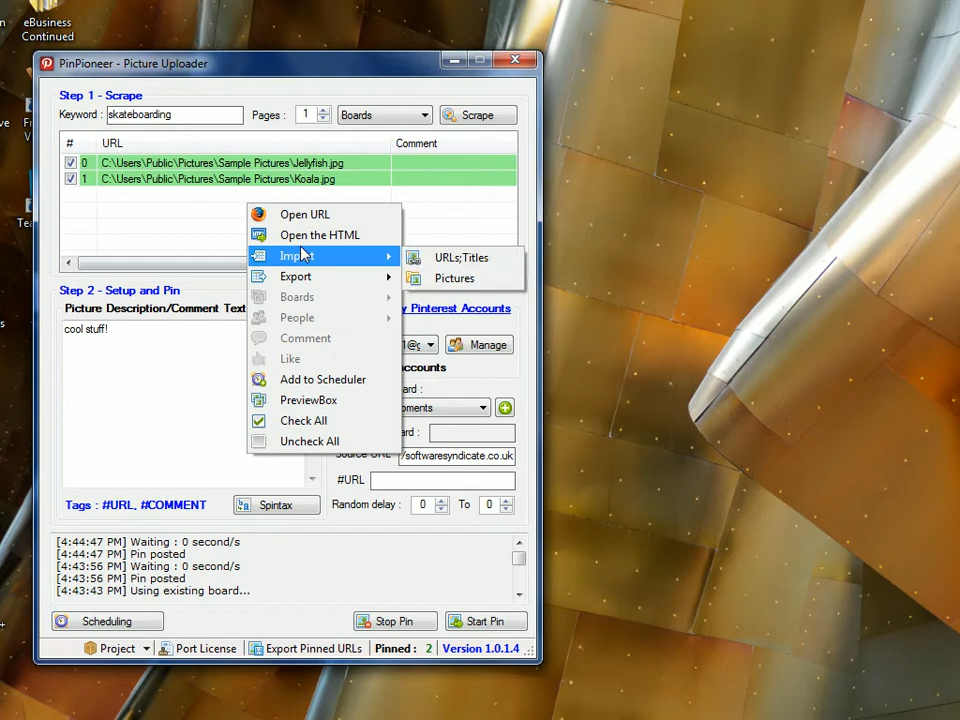 eBusiness
Continued
PinPioneer - Picture Uploader
Step 1 - Scrape
Keyword : skateboarding Pages : 1 Boards Scrape
# URL Comment
0 C:\Users\Public\Pictures\Sample Pictures\Jellyfish.jpg
1 C:\Users\Public\Pictures\Sample Pictures\Koala.jpg
Open URL
Open the HTML
Import
URLs;Titles
Pictures
Export
Boards
People
Comment
Like
Add to Scheduler
PreviewBox
Check All
Uncheck All
Step 2 - Setup and Pin
Picture Description/Comment Text
cool stuff!
y Pinterest Accounts
1@ Manage
accounts
oments
Source URL /softwaresyndicate.co.uk
#URL
Tags : #URL, #COMMENT Spintax Random delay : 0 To 0
[4:44:47 PM] Waiting : 0 second/s
[4:44:47 PM] Pin posted
[4:43:56 PM] Waiting : 0 second/s
[4:43:56 PM] Pin posted
[4:43:43 PM] Using existing board...
Scheduling Stop Pin Start Pin
Project Port License Export Pinned URLs Pinned : 2 Version 1.0.1.4